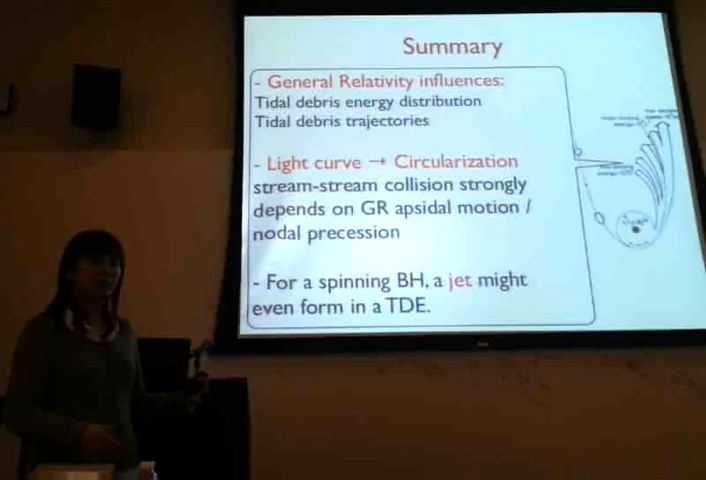 Summary
- General Relativity influences:
Tidal debris energy distribution
Tidal debris trajectories
- Light curve → Circularization
stream-stream collision strongly
depends on GR apsidal motion /
nodal precession
- For a spinning BH, a jet might
even form in a TDE.